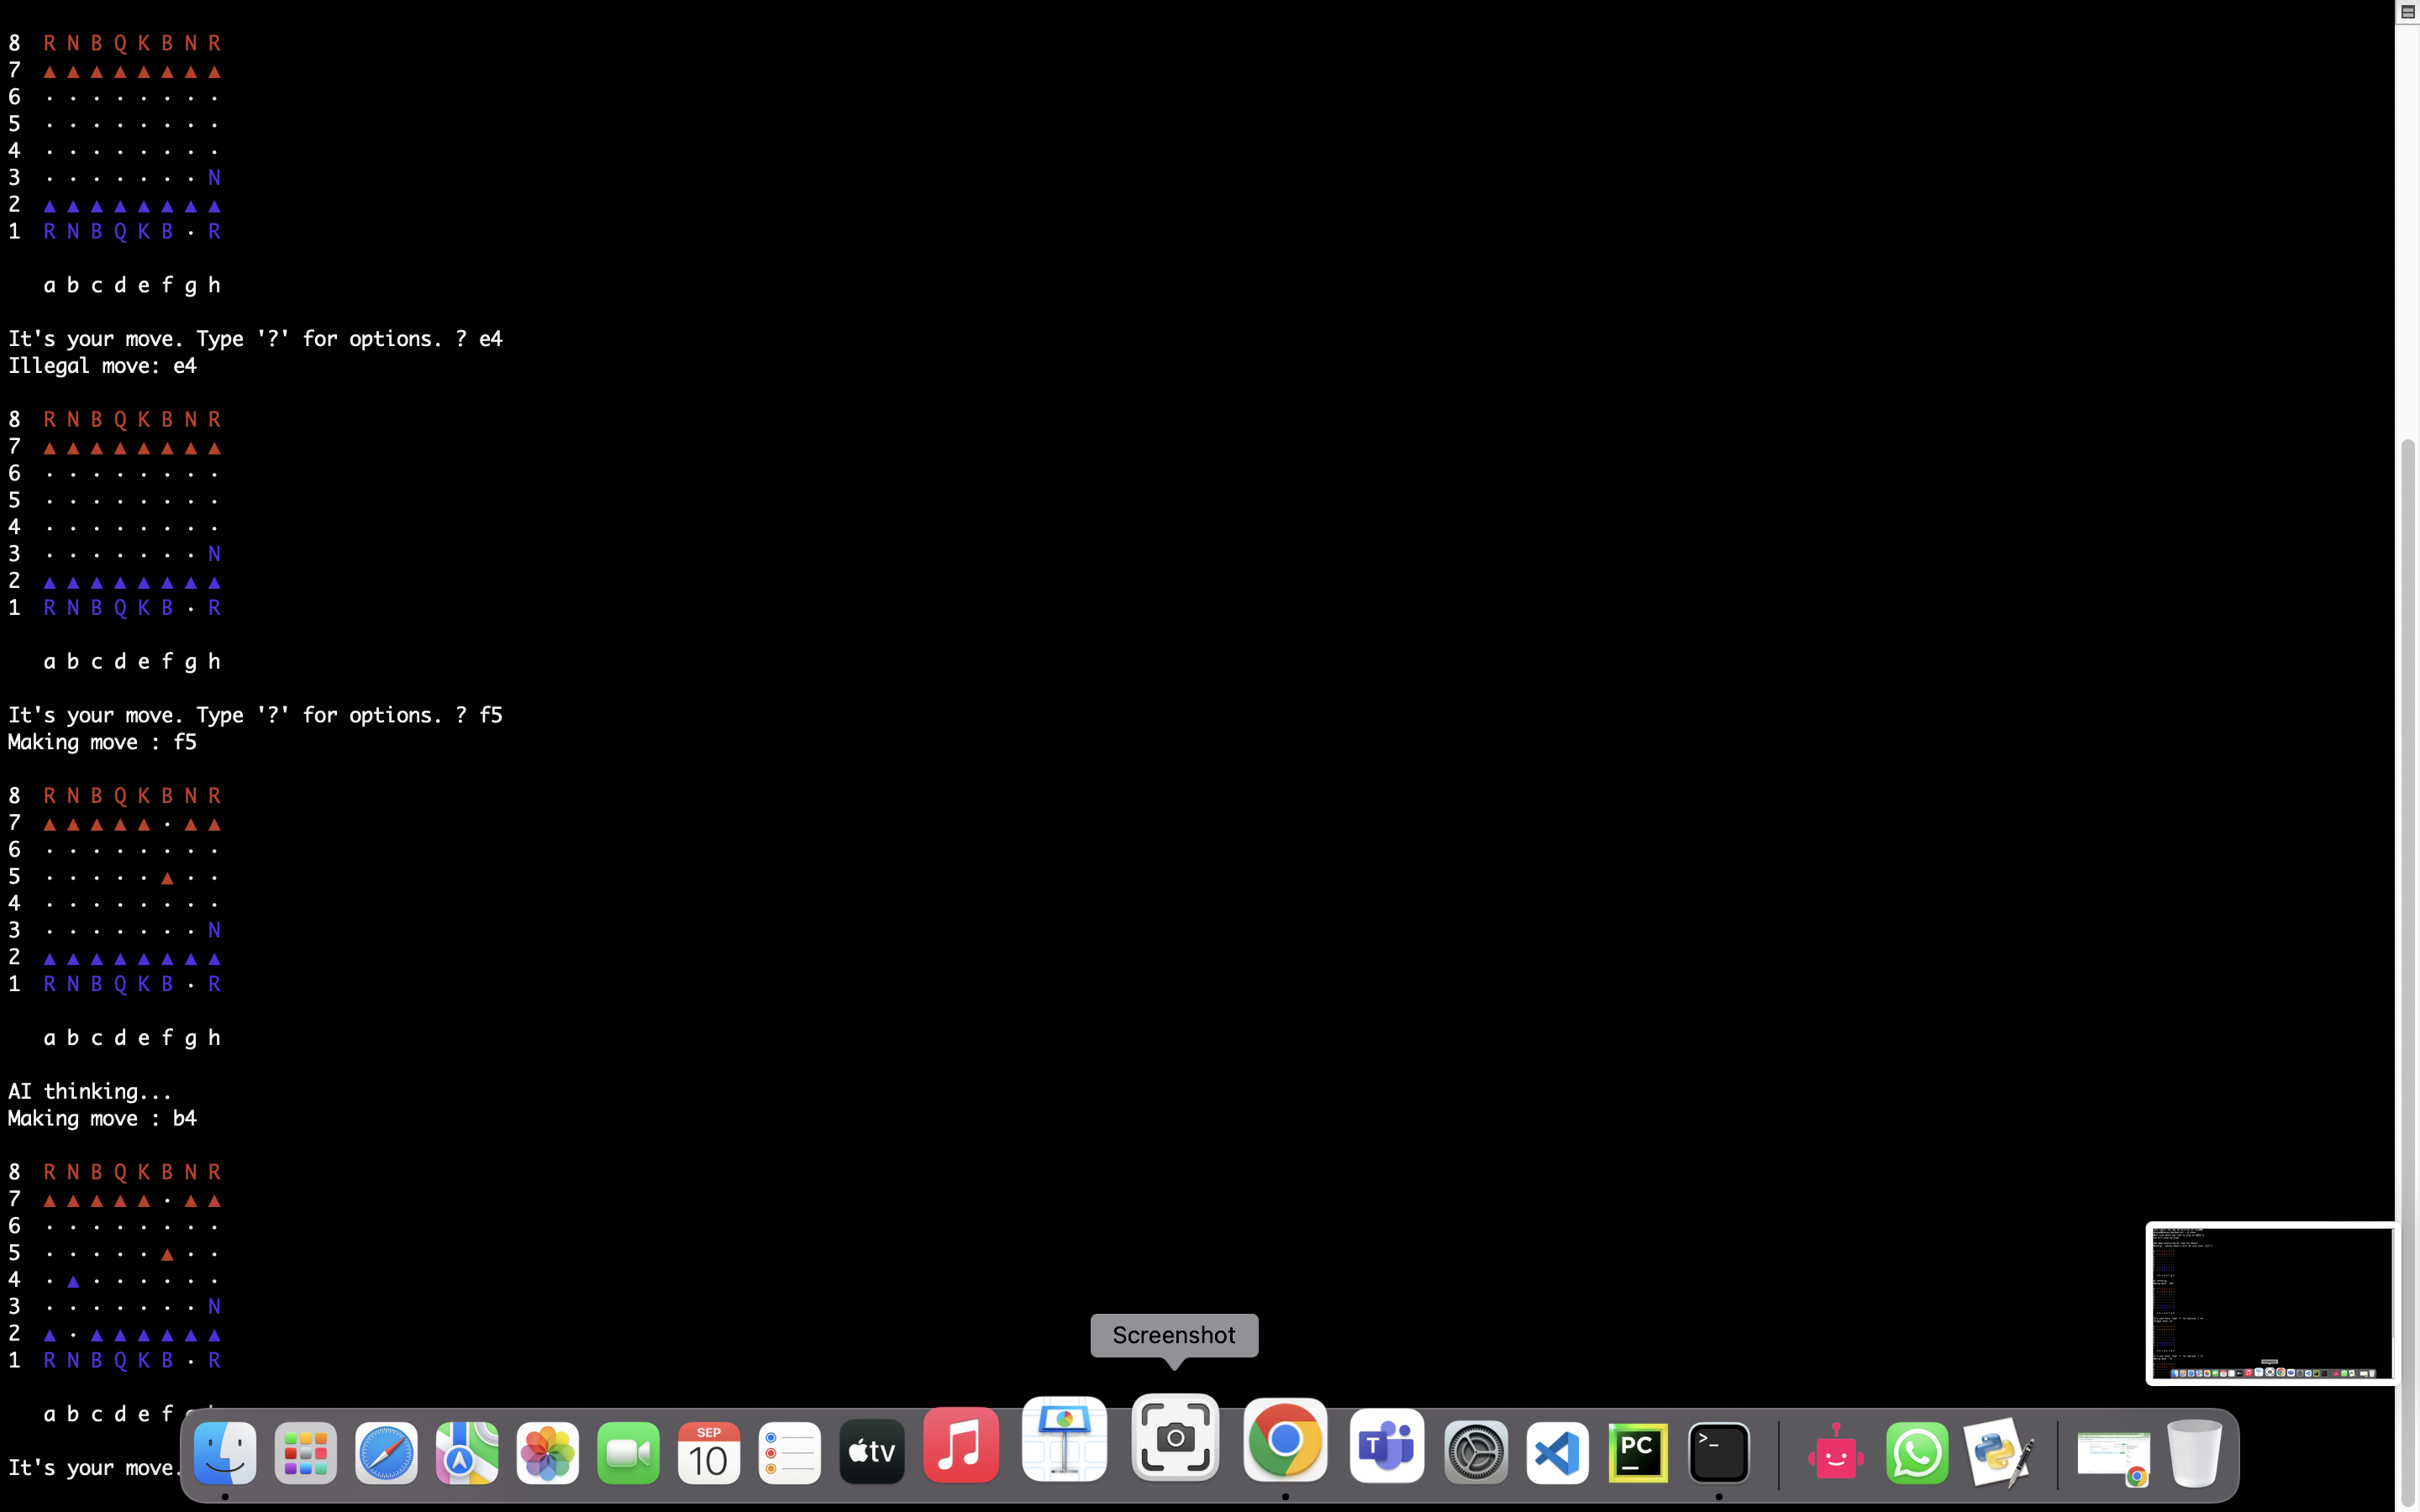 8 R N B Q K B N R
7 ▲ ▲ ▲ ▲ ▲ ▲ ▲ ▲
6 · · · · · · · ·
5 · · · · · · · ·
4 · · · · · · · ·
3 · · · · · · · N
2 ▲ ▲ ▲ ▲ ▲ ▲ ▲ ▲
1 R N B Q K B · R
a b c d e f g h
It's your move. Type '?' for options. ? e4
Illegal move: e4
8 R N B Q K B N R
7 ▲ ▲ ▲ ▲ ▲ ▲ ▲ ▲
6 · · · · · · · ·
5 · · · · · · · ·
4 · · · · · · · ·
3 · · · · · · · N
2 ▲ ▲ ▲ ▲ ▲ ▲ ▲ ▲
1 R N B Q K B · R
a b c d e f g h
It's your move. Type '?' for options. ? f5
Making move : f5
8 R N B Q K B N R
7 ▲ ▲ ▲ ▲ ▲ · ▲ ▲
6 · · · · · · · ·
5 · · · · · ▲ · ·
4 · · · · · · · ·
3 · · · · · · · N
2 ▲ ▲ ▲ ▲ ▲ ▲ ▲ ▲
1 R N B Q K B · R
a b c d e f g h
AI thinking...
Making move : b4
8 R N B Q K B N R
7 ▲ ▲ ▲ ▲ ▲ · ▲ ▲
6 · · · · · · · ·
5 · · · · · ▲ · ·
4 · ▲ · · · · · ·
3 · · · · · · · N
2 ▲ · ▲ ▲ ▲ ▲ ▲ ▲
1 R N B Q K B · R
a b c d e f
It's your move.
Screenshot
SEP
10
tv
T
PC
>_